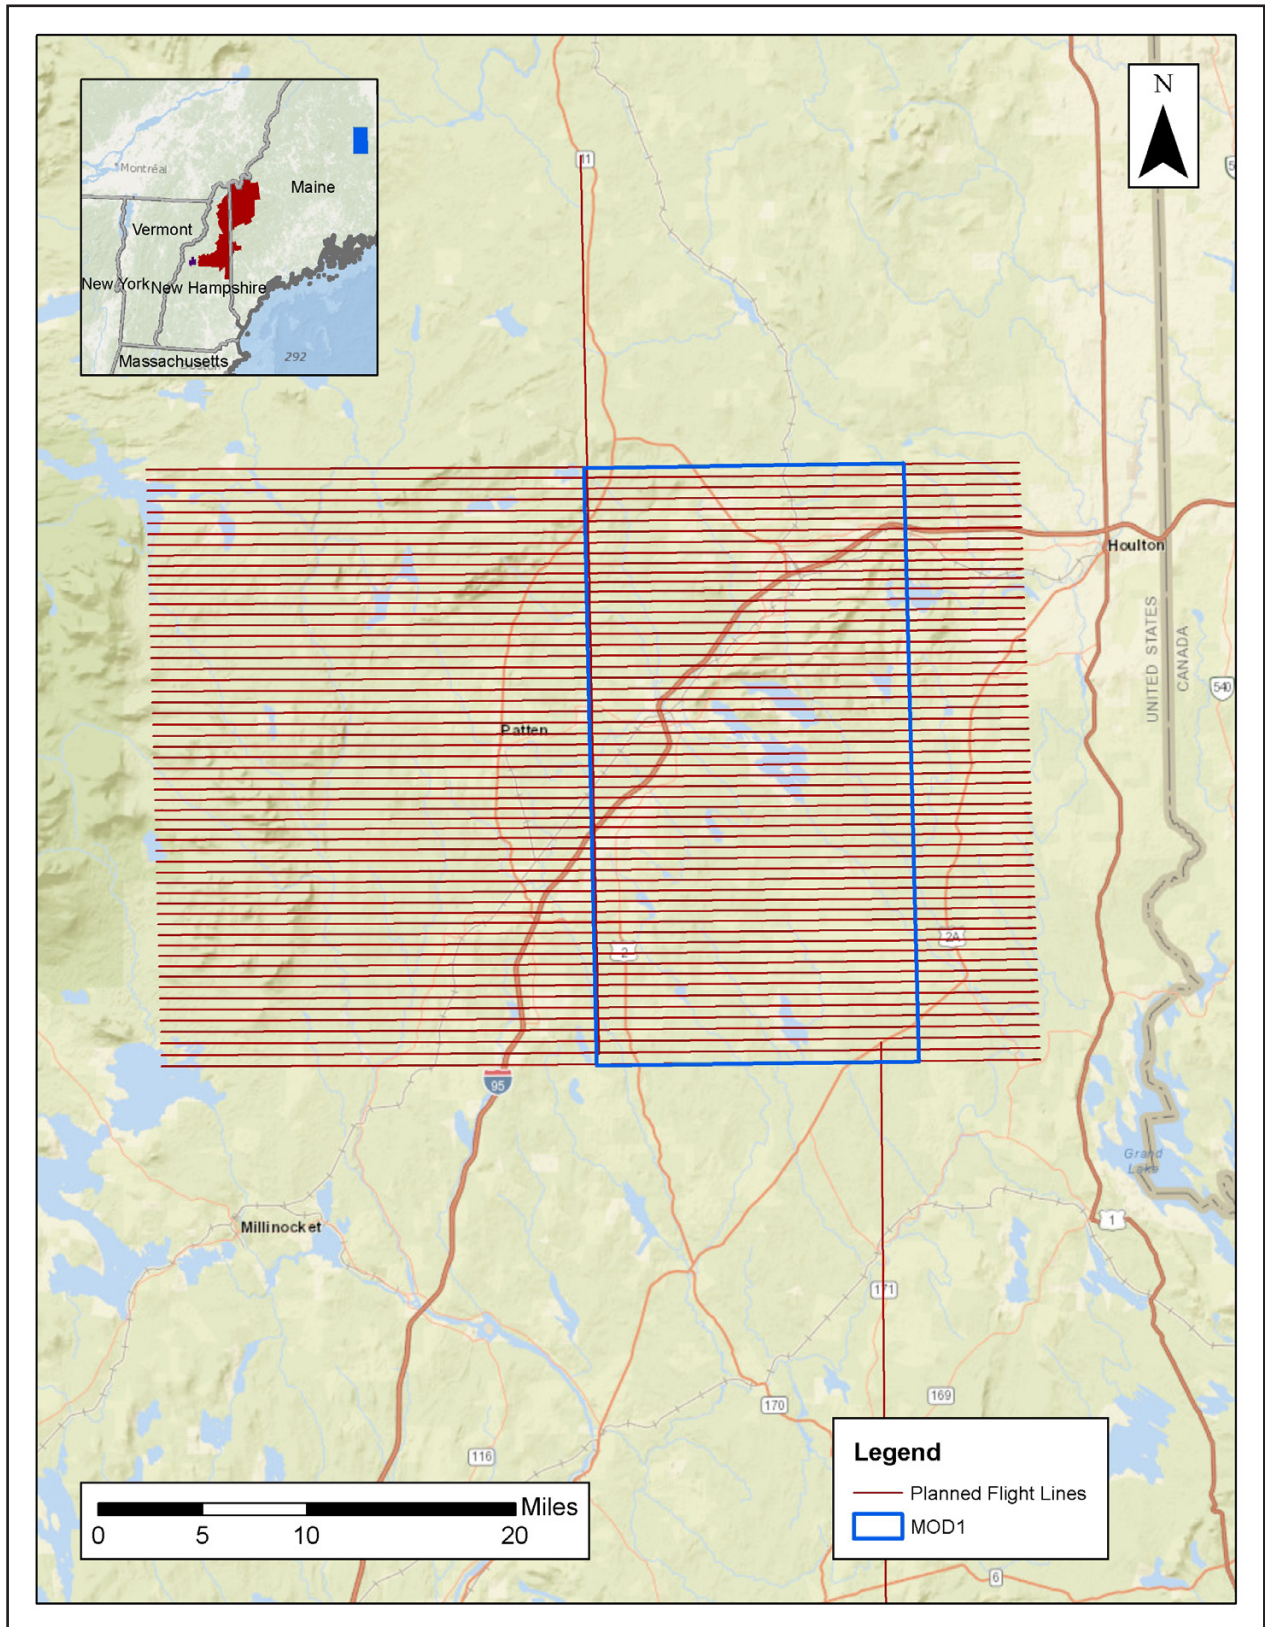 N
11
Montréal
Maine
Vermont
New York
New Hampshire
Massachusetts
292
Houlton
UNITED STATES
CANADA
540
Patten
2
2A
95
Grand
Lake
Millinocket
1
171
169
170
116
Legend
Planned Flight Lines
MOD1
Miles
0 5 10 20
6